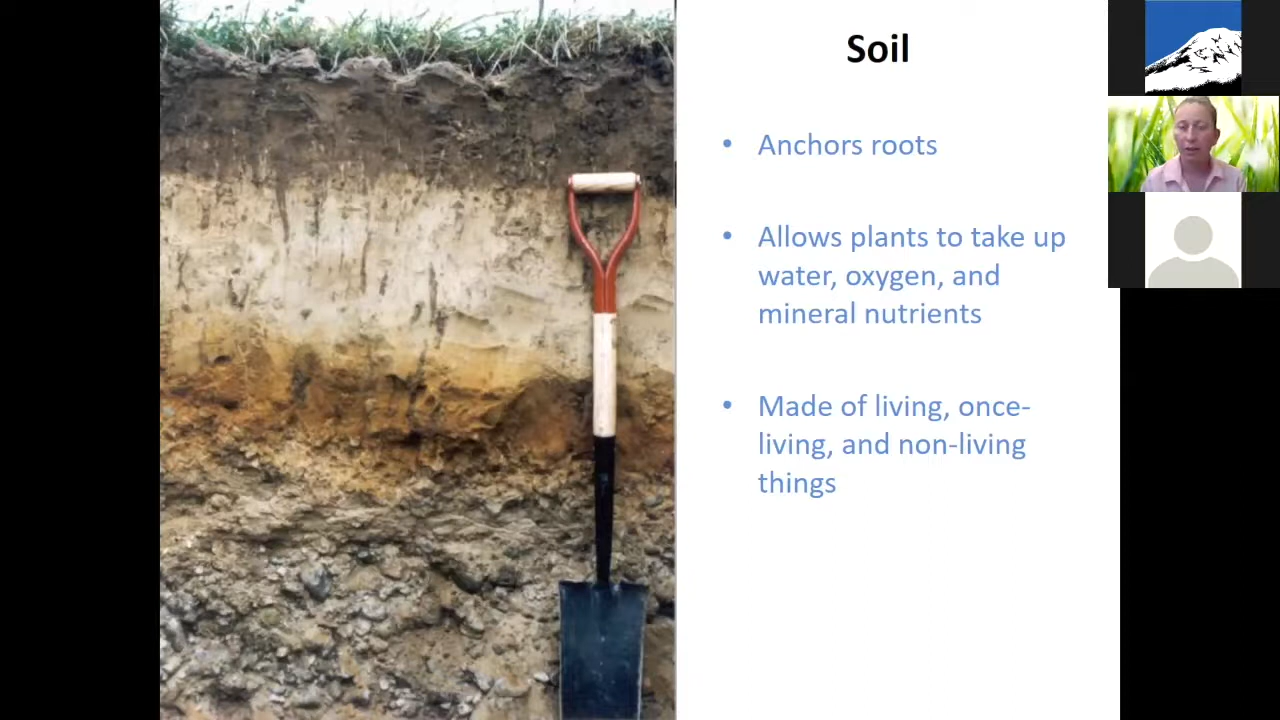 Soil
• Anchors roots
• Allows plants to take up
water, oxygen, and
mineral nutrients
• Made of living, once-
living, and non-living
things